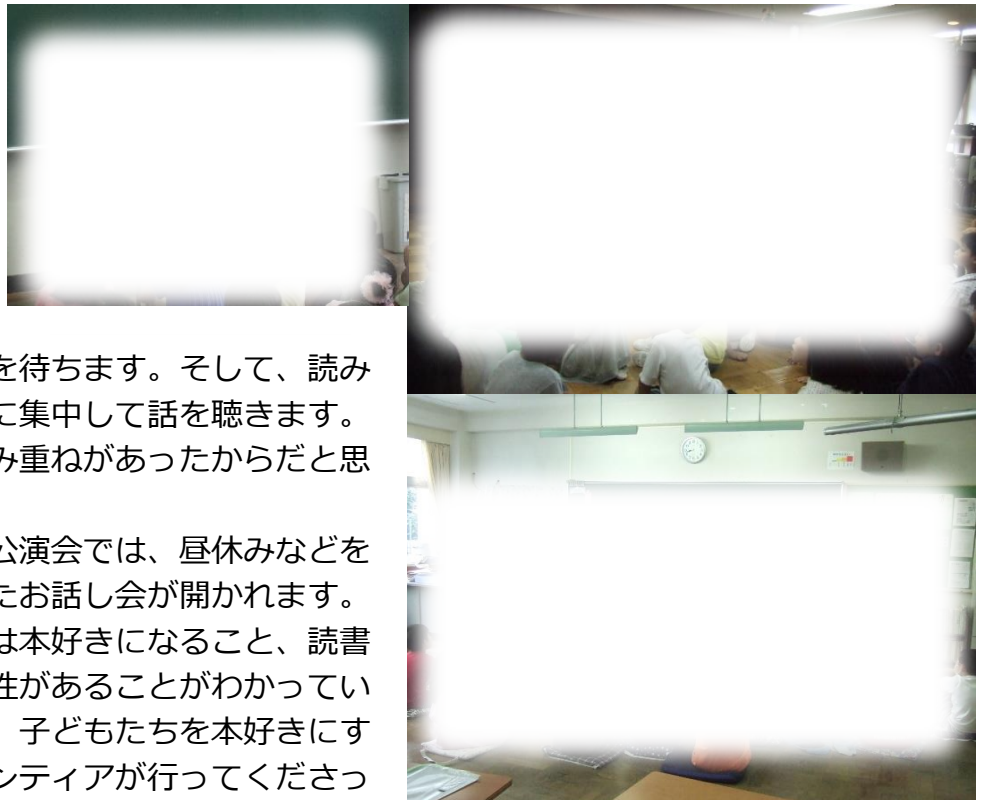 を待ちます。そして、読み
に集中して話を聴きます。
み重ねがあったからだと思
公演会では、昼休みなどを
たお話し会が開かれます。
は本好きになること、読書
性があることがわかってい
子どもたちを本好きにす
ンティアが行ってくださっ